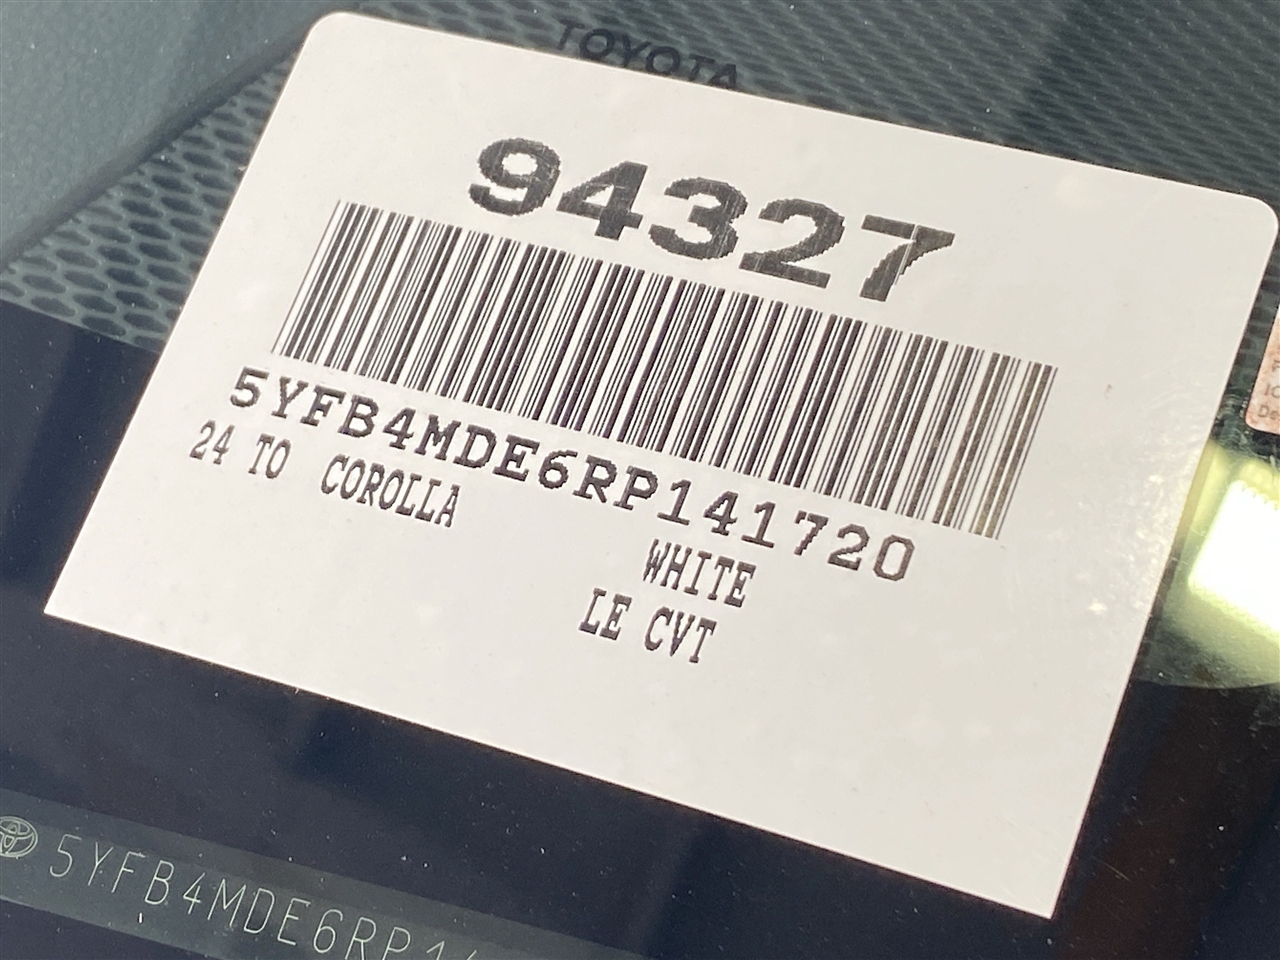 TOYOTA
94327
5YFB4MDE6RP141720
24 TO COROLLA
WHITE
LE CVT
5YFB4MDE6RP1